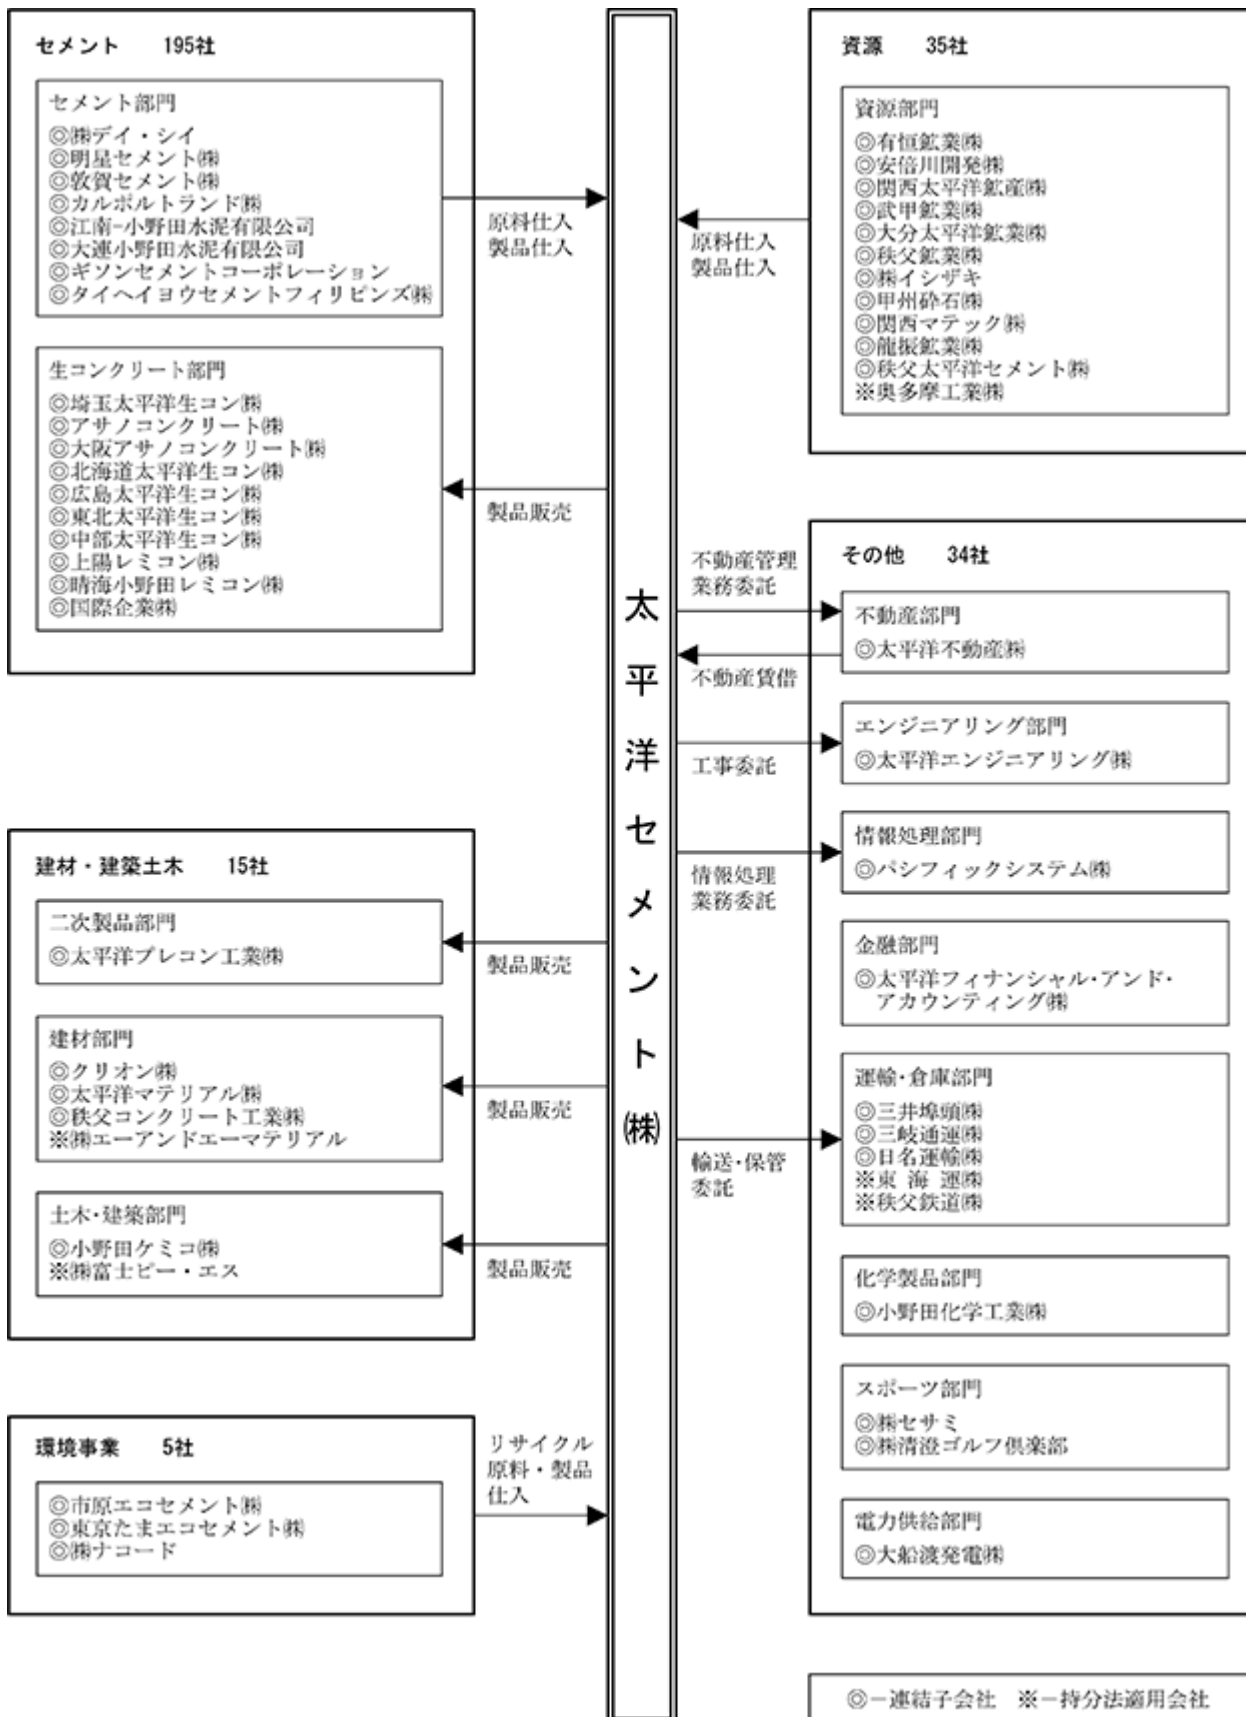 セメント 195社
セメント部門
◎㈱デイ・シイ
◎明星セメント㈱
◎敦賀セメント㈱
◎カルポルトランド㈱
◎江南-小野田水泥有限公司
◎大連小野田水泥有限公司
◎ギソンセメントコーポレーション
◎タイヘイヨウセメントフィリピンズ㈱
原料仕入
製品仕入
生コンクリート部門
◎埼玉太平洋生コン㈱
◎アサノコンクリート㈱
◎大阪アサノコンクリート㈱
◎北海道太平洋生コン㈱
◎広島太平洋生コン㈱
◎東北太平洋生コン㈱
◎中部太平洋生コン㈱
◎上陽レミコン㈱
◎晴海小野田レミコン㈱
◎国際企業㈱
製品販売
建材・建築土木 15社
二次製品部門
◎太平洋プレコン工業㈱
製品販売
建材部門
◎クリオン㈱
◎太平洋マテリアル㈱
◎秩父コンクリート工業㈱
※㈱エーアンドエーマテリアル
製品販売
土木・建築部門
◎小野田ケミコ㈱
※㈱富士ピー・エス
製品販売
環境事業 5社
◎市原エコセメント㈱
◎東京たまエコセメント㈱
◎㈱ナコード
リサイクル
原料・製品
仕入
太平洋セメント㈱
資源 35社
資源部門
◎有恒鉱業㈱
◎安倍川開発㈱
◎関西太平洋鉱産㈱
◎武甲鉱業㈱
◎大分太平洋鉱業㈱
◎秩父鉱業㈱
◎㈱イシザキ
◎甲州砕石㈱
◎関西マテック㈱
◎龍振鉱業㈱
◎秩父太平洋セメント㈱
※奥多摩工業㈱
原料仕入
製品仕入
その他 34社
不動産管理
業務委託
不動産部門
◎太平洋不動産㈱
不動産賃借
エンジニアリング部門
◎太平洋エンジニアリング㈱
工事委託
情報処理部門
◎パシフィックシステム㈱
情報処理
業務委託
金融部門
◎太平洋フィナンシャル・アンド・
アカウンティング㈱
運輸・倉庫部門
◎三井埠頭㈱
◎三岐通運㈱
◎日名運輸㈱
※東 海 運㈱
※秩父鉄道㈱
輸送・保管
委託
化学製品部門
◎小野田化学工業㈱
スポーツ部門
◎㈱セサミ
◎㈱清澄ゴルフ倶楽部
電力供給部門
◎大船渡発電㈱
◎－連結子会社 ※－持分法適用会社